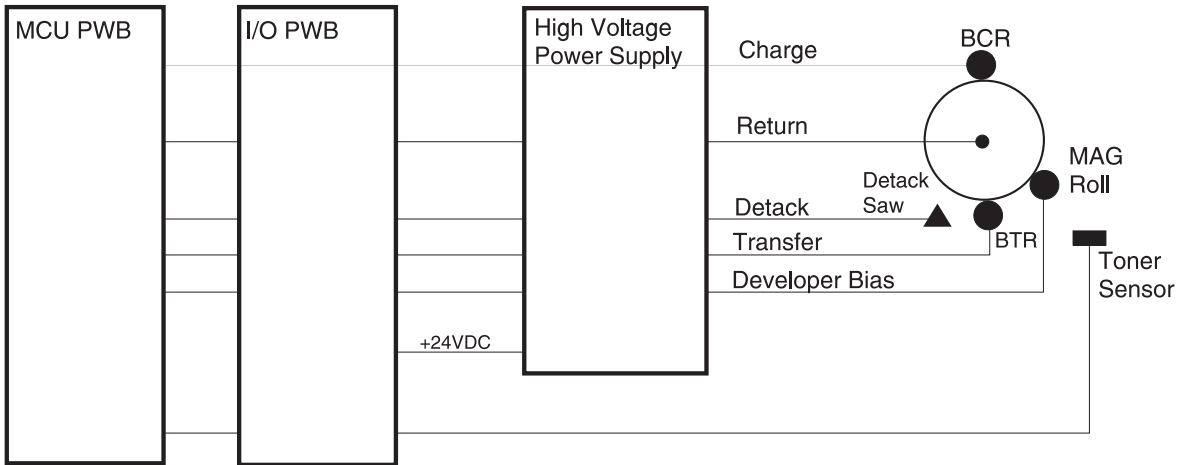 MCU PWB
I/O PWB
High Voltage
Power Supply
Charge
BCR
Return
MAG
Roll
Detack
Saw
Detack
Transfer
BTR
Developer Bias
Toner
Sensor
+24VDC